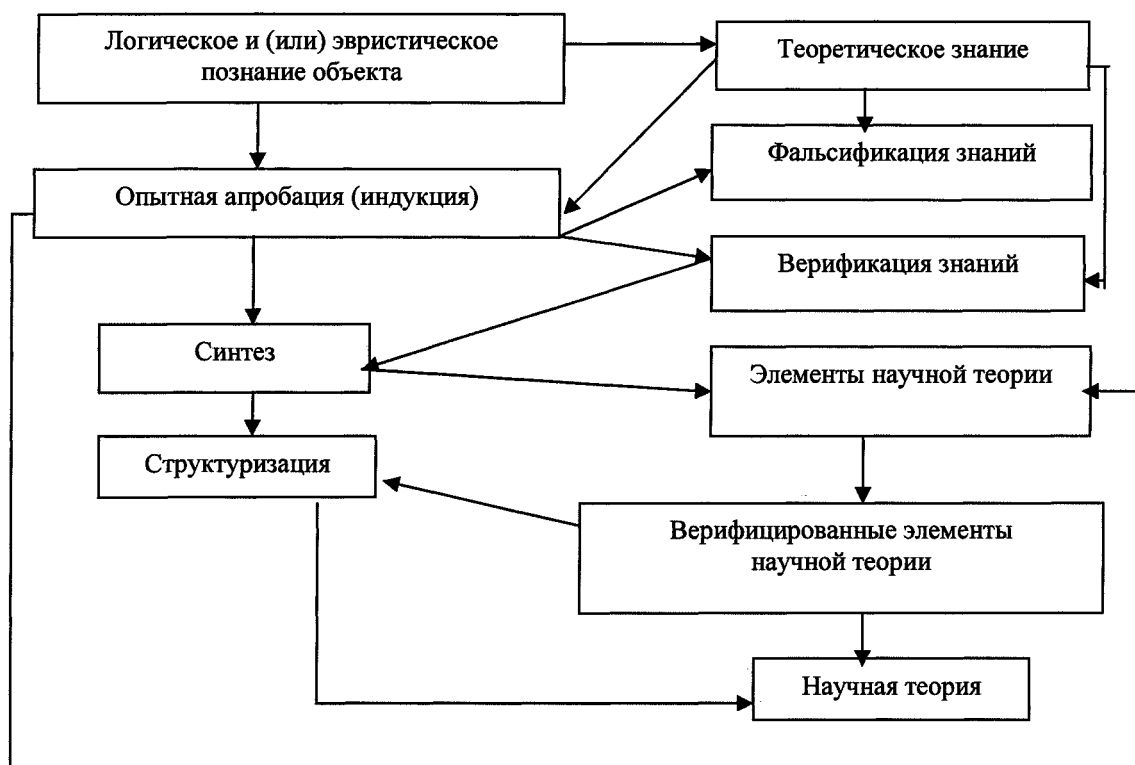 Логическое и (или) эвристическое
познание объекта
Теоретическое знание
Фальсификация знаний
Опытная апробация (индукция)
Верификация знаний
Синтез
Элементы научной теории
Структуризация
Верифицированные элементы
научной теории
Научная теория